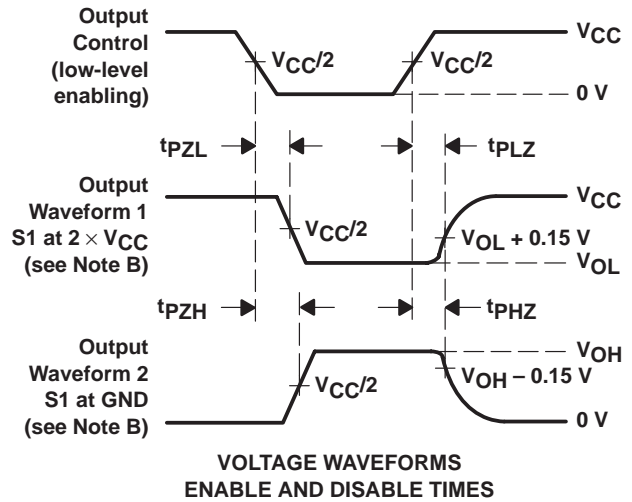 Output
Control
(low-level
enabling)
VCC/2
VCC/2
VCC
0 V
tPZL
tPLZ
Output
Waveform 1
S1 at 2 × VCC
(see Note B)
VCC/2
VCC
VOL + 0.15 V
VOL
tPZH
tPHZ
Output
Waveform 2
S1 at GND
(see Note B)
VCC/2
VOH
VOH – 0.15 V
0 V
VOLTAGE WAVEFORMS
ENABLE AND DISABLE TIMES